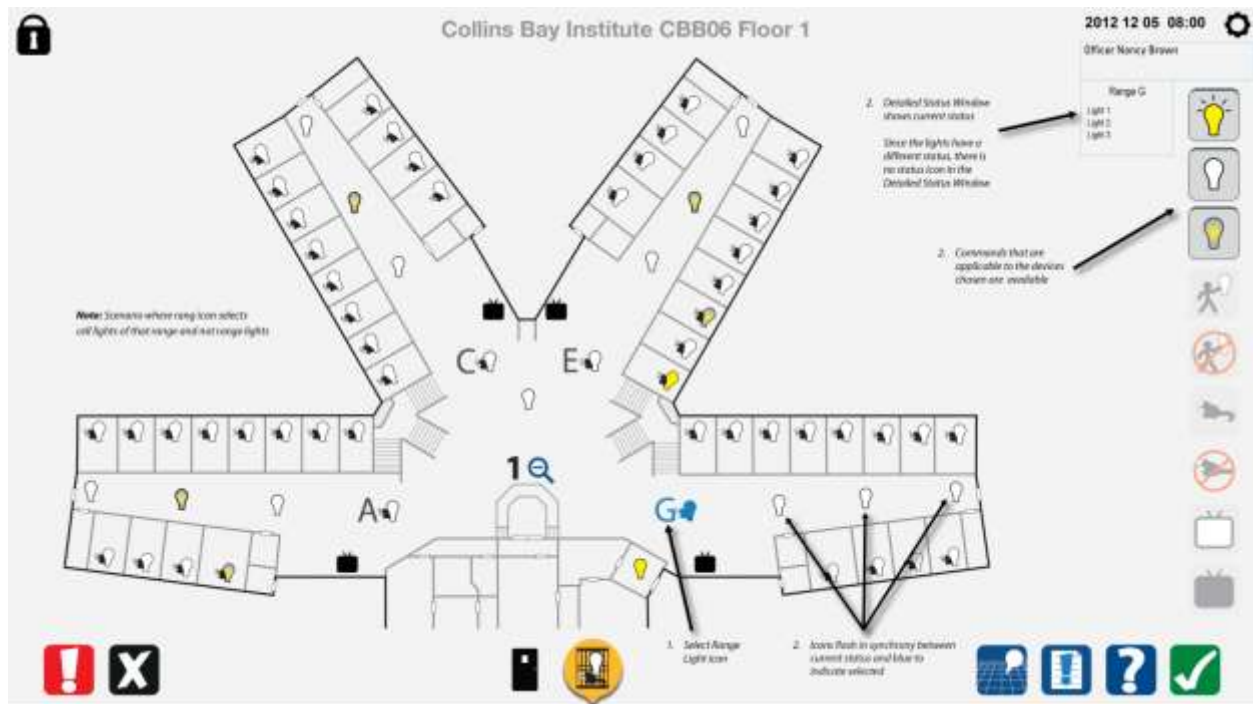 Collins Bay Institute CBB06 Floor 1
2012 12 05 08:00
Officer Nancy Brown
Range G
Light 1
Light 2
Light 3
2. Detailed Status Window
shows current status
Since the lights have a
different status, there is
no status icon in the
Detailed Status Window
2. Commands that are
applicable to the devices
chosen are available
Note: Scenario where rang icon selects
cell lights of that range and not range lights
C
E
1
A
G
1. Select Range
Light icon
2. Icons flash in synchrony between
current status and blue to
indicate selected